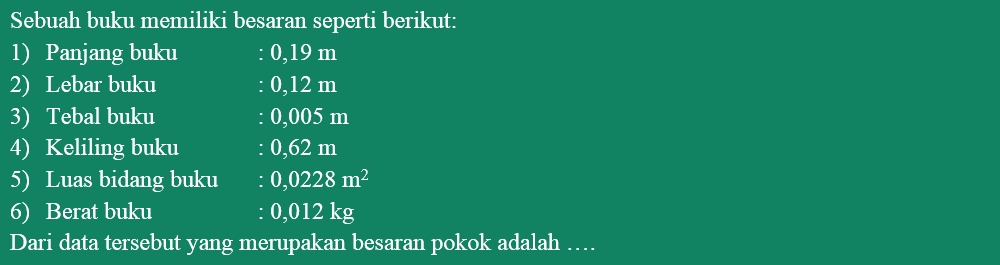 Sebuah buku memiliki besaran seperti berikut:
1) Panjang buku : 0,19 m
2) Lebar buku : 0,12 m
3) Tebal buku : 0,005 m
4) Keliling buku : 0,62 m
5) Luas bidang buku : 0,0228 m²
6) Berat buku : 0,012 kg
Dari data tersebut yang merupakan besaran pokok adalah ….